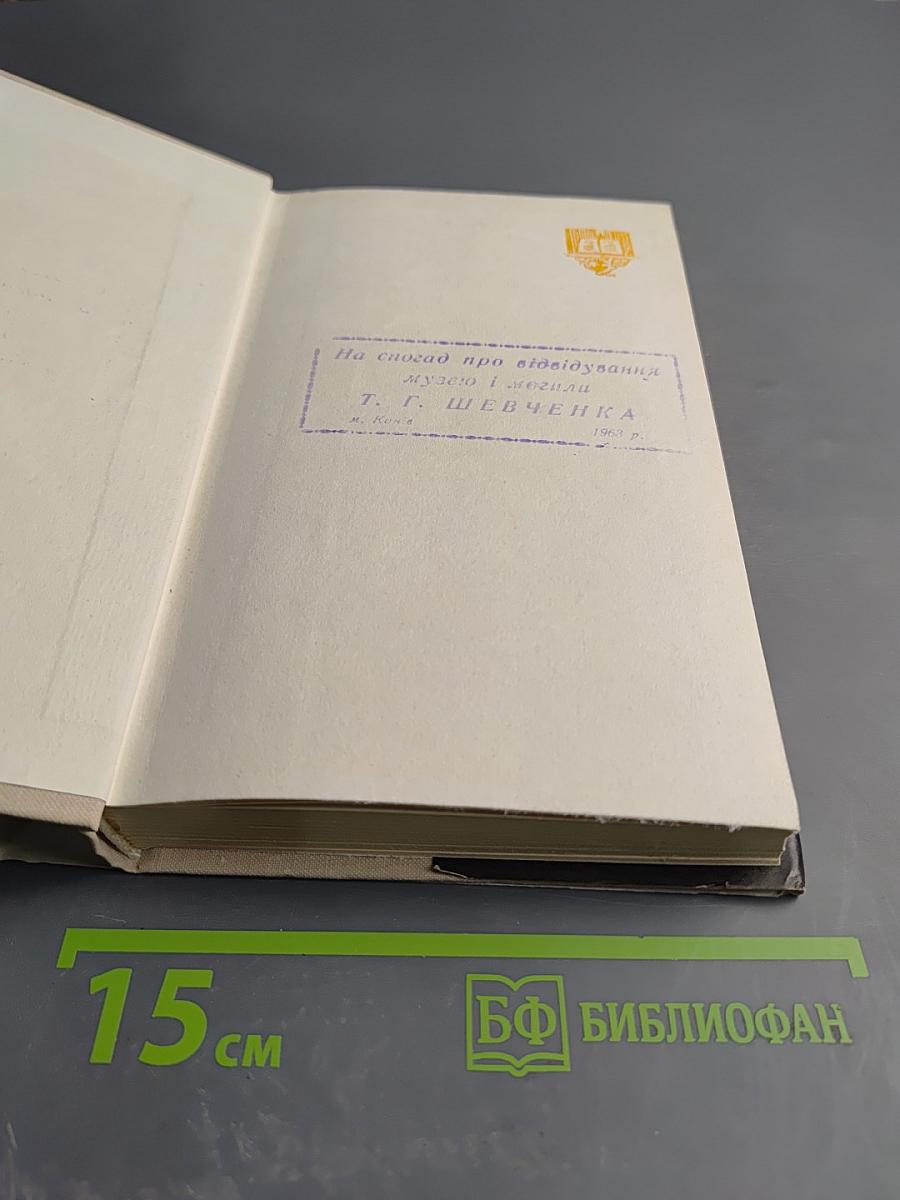 На спогад про відвідування
музею і могили
Т. Г. ШЕВЧЕНКА
м. Канів 1963 р.
15 см БФ БИБЛИОФАН